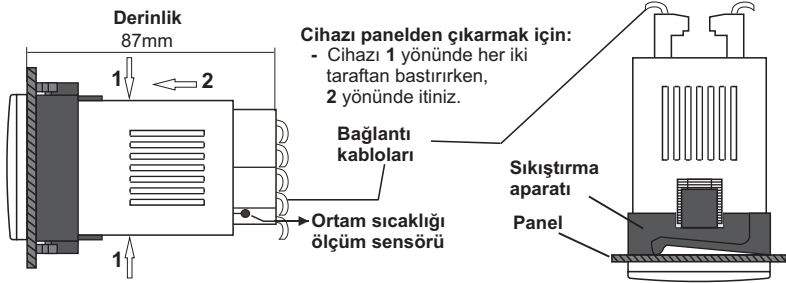 Derinlik
87mm
1
2
1
Cihazı panelden çıkarmak için:
- Cihazı 1 yönünde her iki
taraftan bastırırken,
2 yönünde itiniz.
Bağlantı
kabloları
Ortam sıcaklığı
ölçüm sensörü
Sıkıştırma
aparatı
Panel